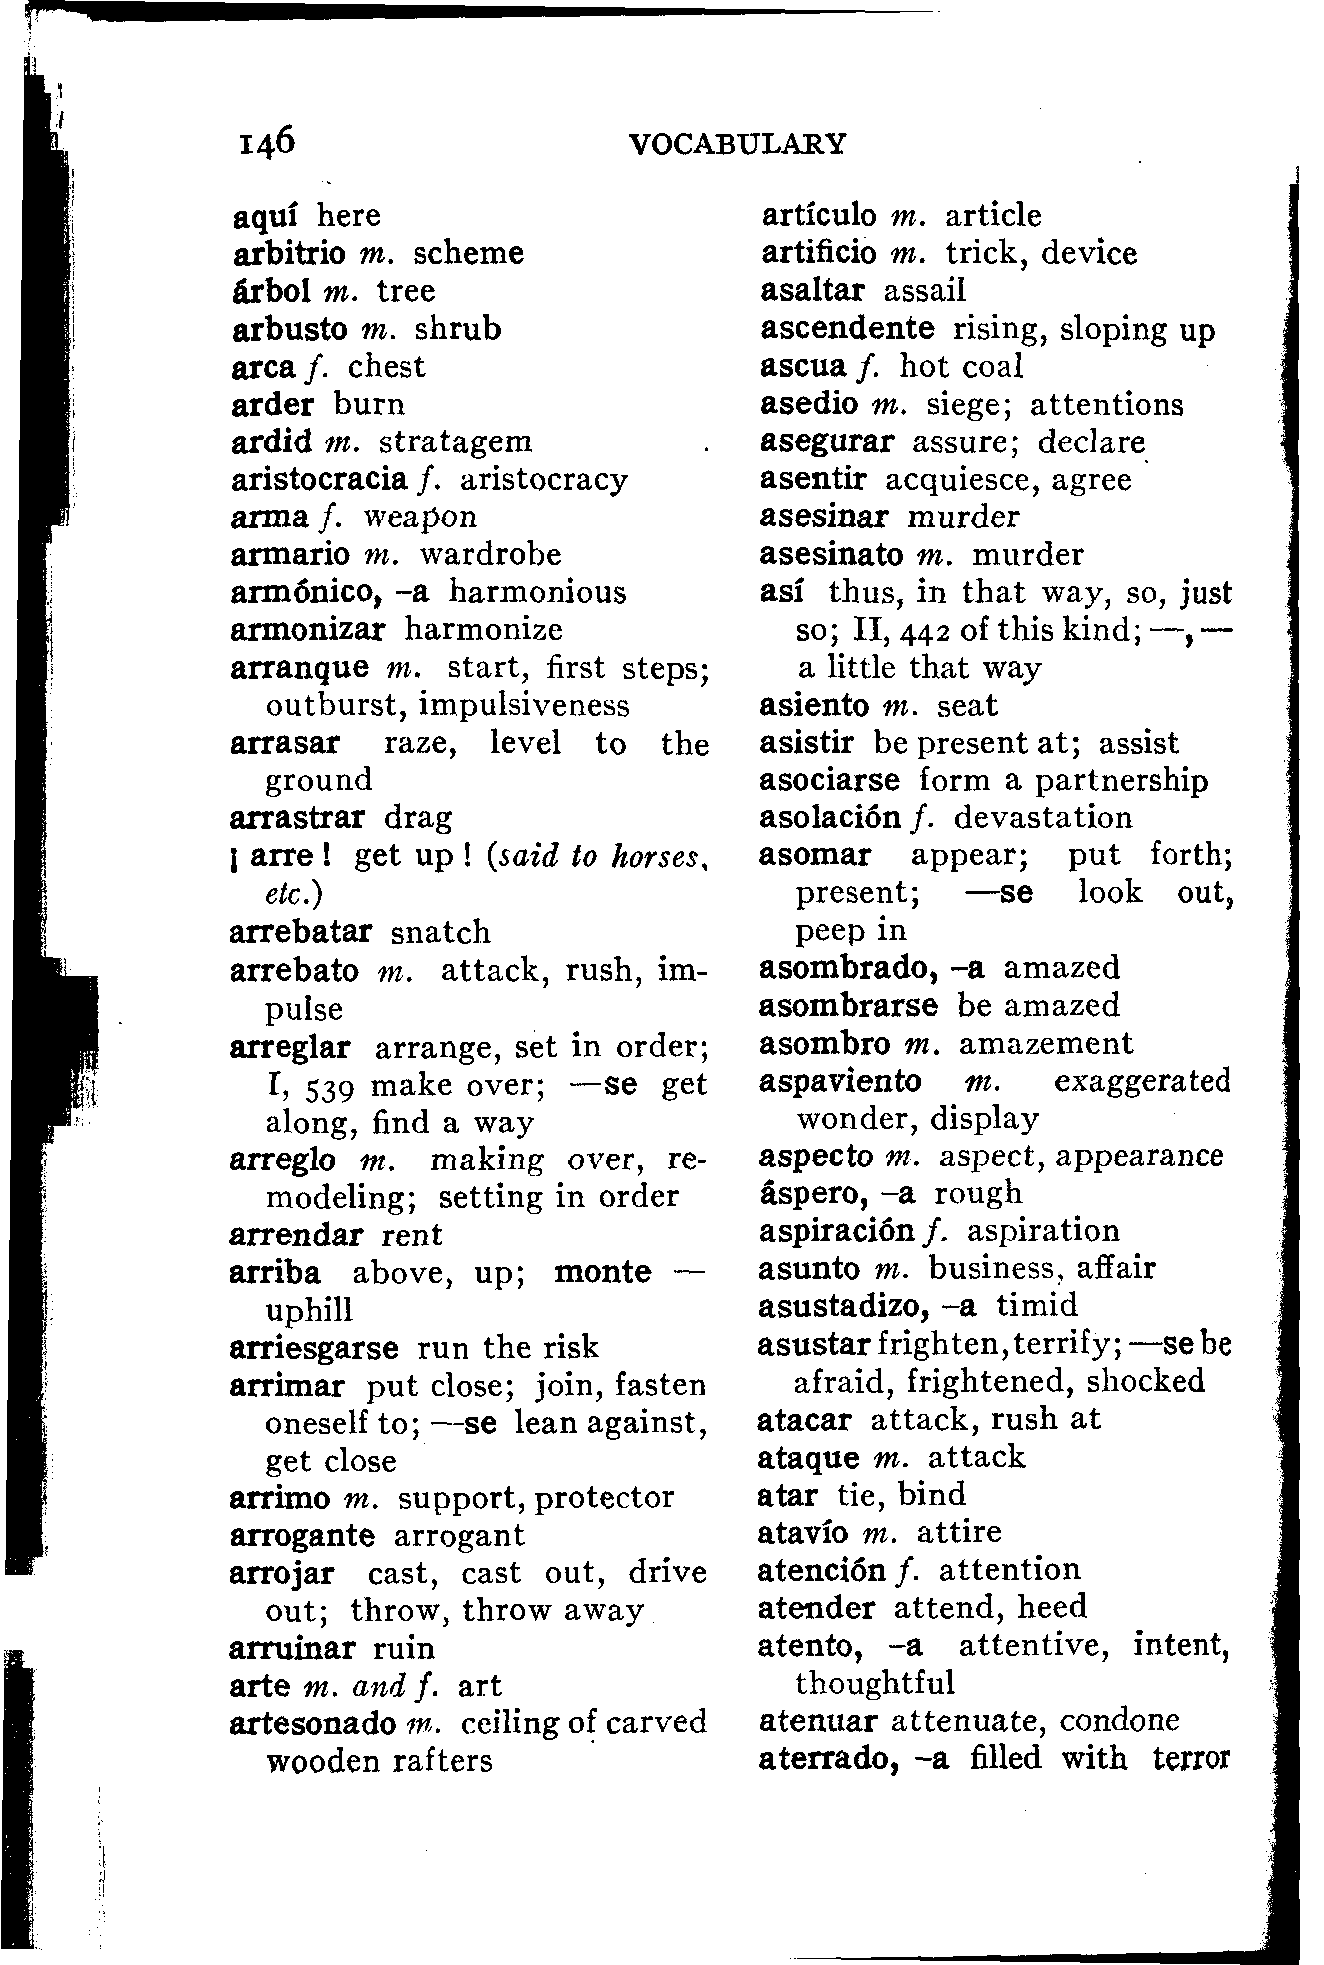 146
VOCABULARY
aquí here
arbitrio m. scheme
árbol m. tree
arbusto m. shrub
arca f. chest
arder burn
ardid m. stratagem
aristocracia f. aristocracy
arma f. weapon
armario m. wardrobe
armónico, –a harmonious
armonizar harmonize
arranque m. start, first steps;
outburst, impulsiveness
arrasar raze, level to the
ground
arrastrar drag
¡ arre ! get up ! (said to horses,
etc.)
arrebatar snatch
arrebato m. attack, rush, im-
pulse
arreglar arrange, set in order;
I, 539 make over; —se get
along, find a way
arreglo m. making over, re-
modeling; setting in order
arrendar rent
arriba above, up; monte —
uphill
arriesgarse run the risk
arrimar put close; join, fasten
oneself to; —se lean against,
get close
arrimo m. support, protector
arrogante arrogant
arrojar cast, cast out, drive
out; throw, throw away
arruinar ruin
arte m. and f. art
artesonado m. ceiling of carved
wooden rafters
artículo m. article
artificio m. trick, device
asaltar assail
ascendente rising, sloping up
ascua f. hot coal
asedio m. siege; attentions
asegurar assure; declare
asentir acquiesce, agree
asesinar murder
asesinato m. murder
así thus, in that way, so, just
so; II, 442 of this kind; —, —
a little that way
asiento m. seat
asistir be present at; assist
asociarse form a partnership
asolación f. devastation
asomar appear; put forth;
present; —se look out,
peep in
asombrado, –a amazed
asombrarse be amazed
asombro m. amazement
aspaviento m. exaggerated
wonder, display
aspecto m. aspect, appearance
áspero, –a rough
aspiración f. aspiration
asunto m. business, affair
asustadizo, –a timid
asustar frighten, terrify; —se be
afraid, frightened, shocked
atacar attack, rush at
ataque m. attack
atar tie, bind
atavío m. attire
atención f. attention
atender attend, heed
atento, –a attentive, intent,
thoughtful
atenuar attenuate, condone
aterrado, –a filled with terror